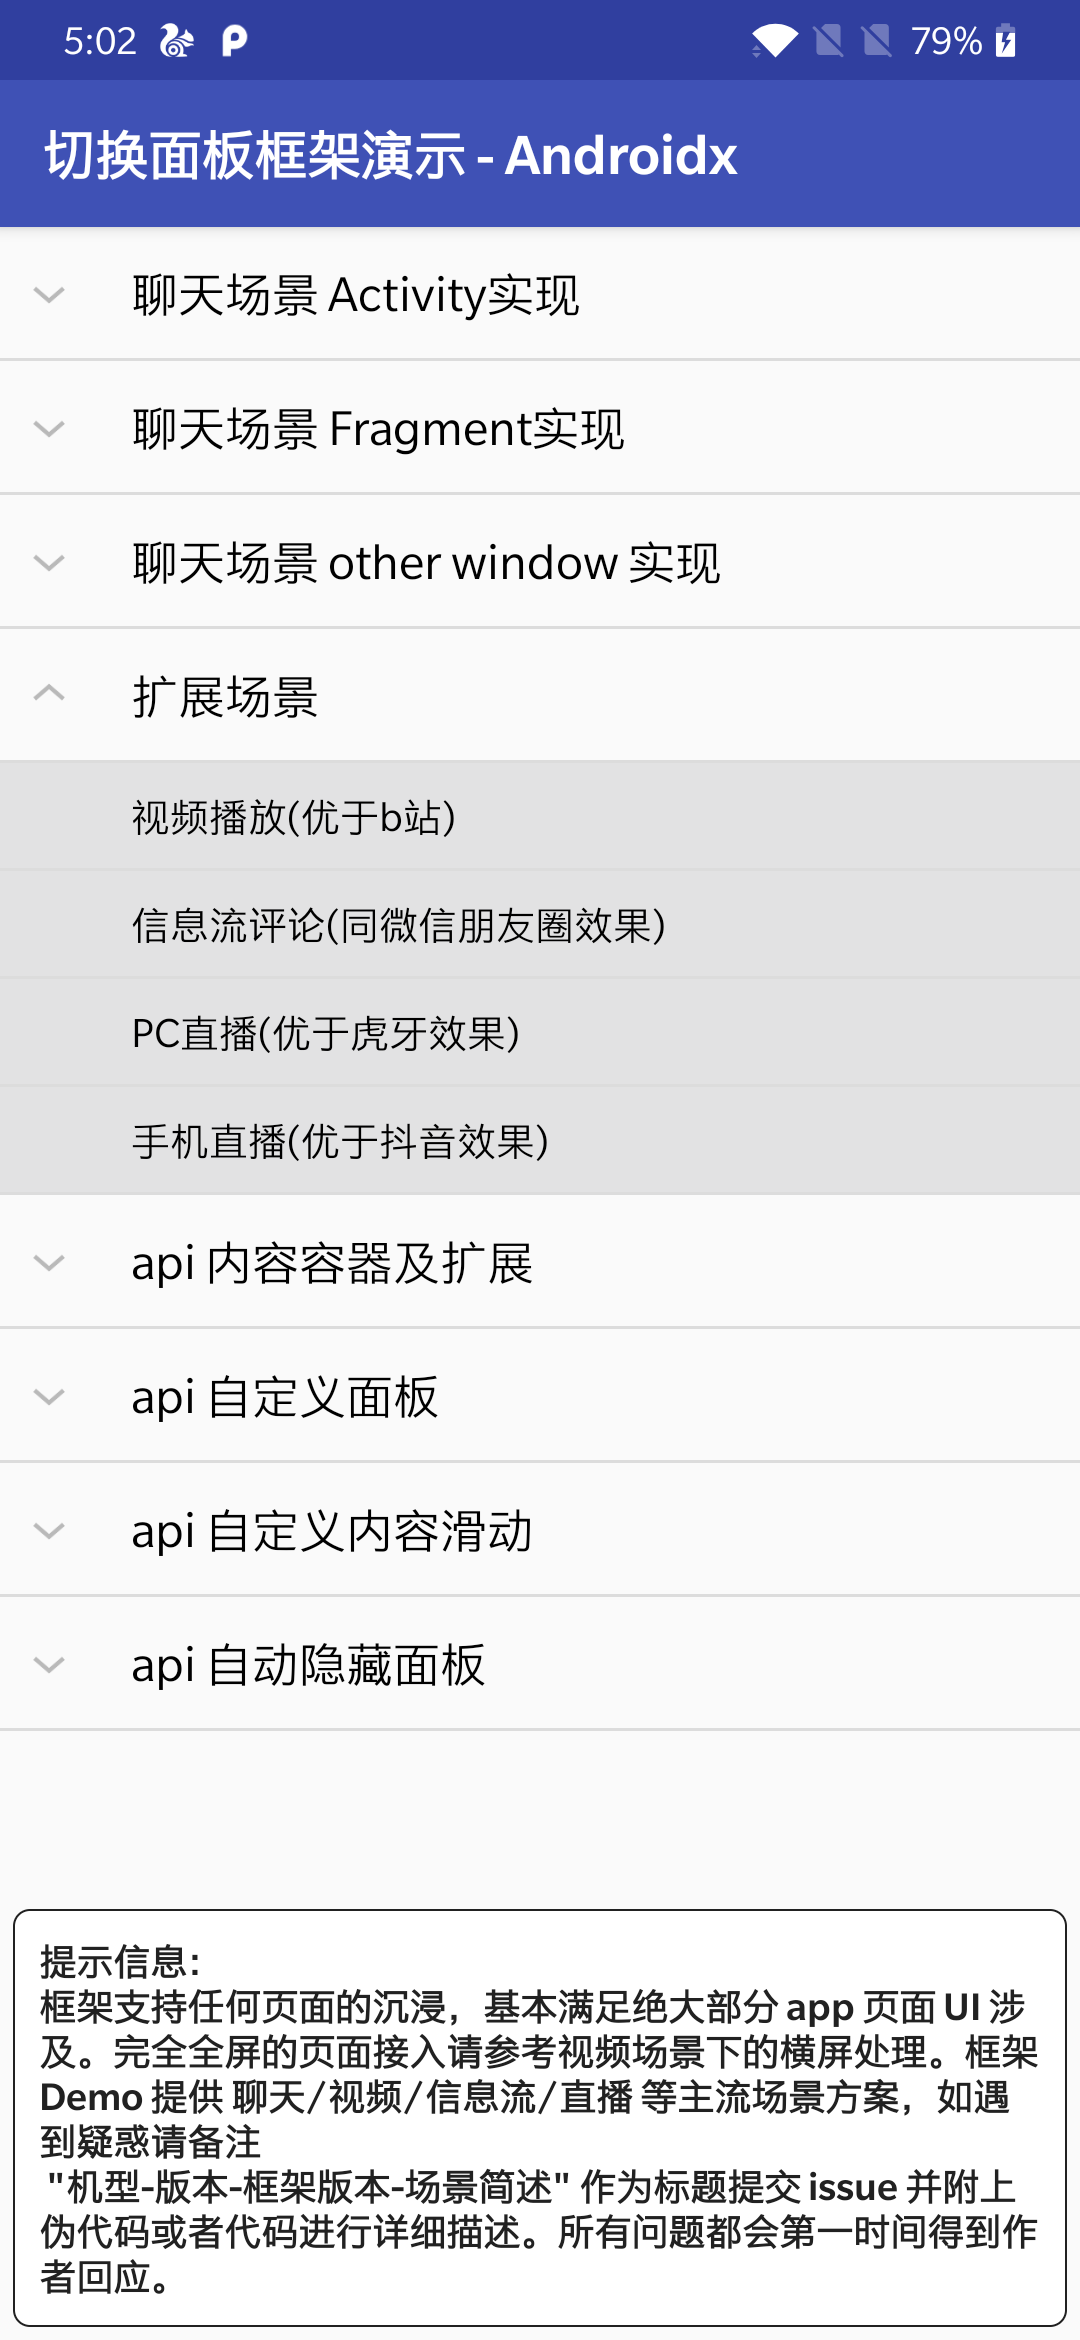 5:02
79%
切换面板框架演示 - Androidx
聊天场景 Activity实现
聊天场景 Fragment实现
聊天场景 other window 实现
扩展场景
视频播放(优于b站)
信息流评论(同微信朋友圈效果)
PC直播(优于虎牙效果)
手机直播(优于抖音效果)
api 内容容器及扩展
api 自定义面板
api 自定义内容滑动
api 自动隐藏面板
提示信息：
框架支持任何页面的沉浸，基本满足绝大部分 app 页面 UI 涉
及。完全全屏的页面接入请参考视频场景下的横屏处理。框架
Demo 提供 聊天/视频/信息流/直播 等主流场景方案，如遇
到疑惑请备注
"机型-版本-框架版本-场景简述" 作为标题提交 issue 并附上
伪代码或者代码进行详细描述。所有问题都会第一时间得到作
者回应。